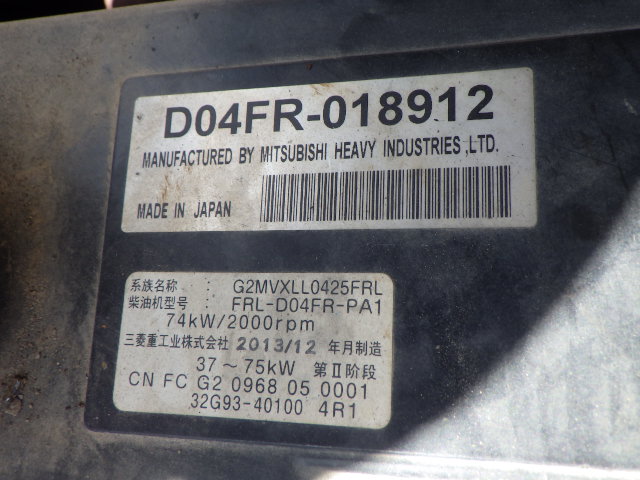 D04FR-018912
MANUFACTURED BY MITSUBISHI HEAVY INDUSTRIES,LTD.
MADE IN JAPAN
系族名称 : G2MVXLL0425FRL
柴油机型号 : FRL-D04FR-PA1
74kW/2000rpm
三菱重工业株式会社 2013/12 年月制造
37～75kW 第Ⅱ阶段
CN FC G2 0968 05 0001
32G93-40100 4R1